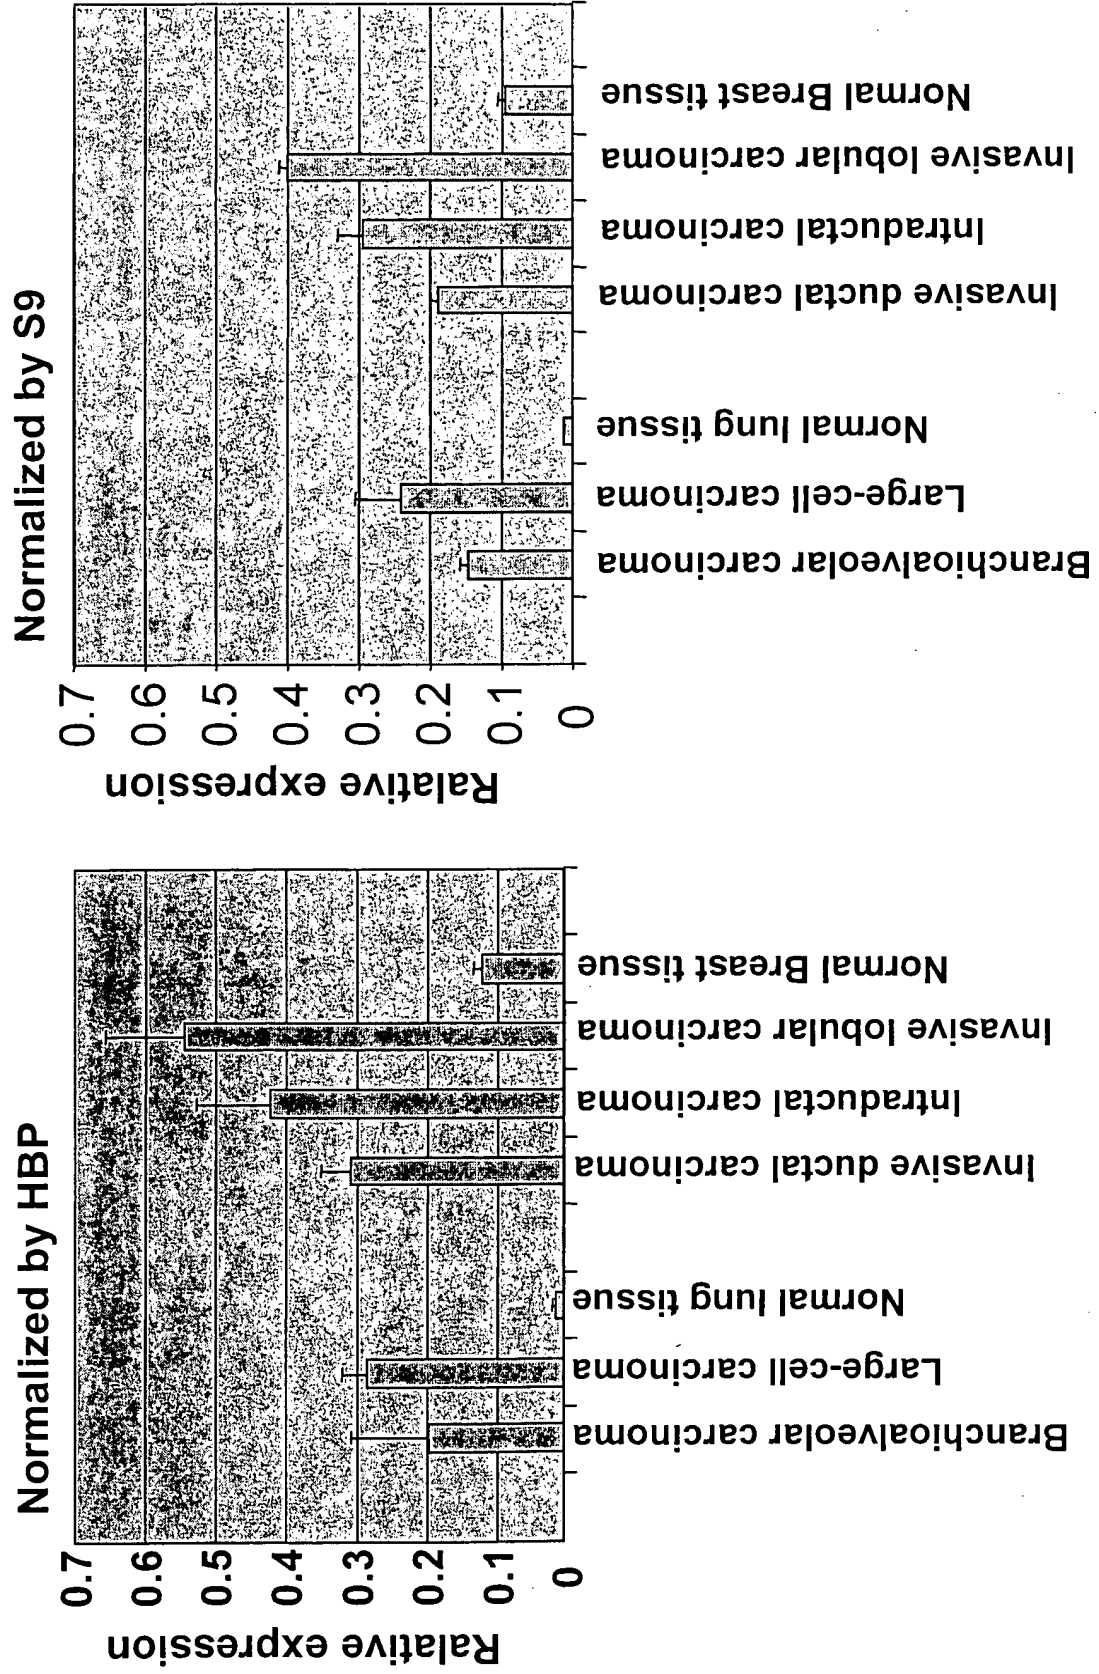 Normalized by HBP
Ralative expression
0.7
0.6
0.5
0.4
0.3
0.2
0.1
0
Branchioalveolar carcinoma
Large-cell carcinoma
Normal lung tissue
Invasive ductal carcinoma
Intraductal carcinoma
Invasive lobular carcinoma
Normal Breast tissue
Normalized by S9
Ralative expression
0.7
0.6
0.5
0.4
0.3
0.2
0.1
0
Branchioalveolar carcinoma
Large-cell carcinoma
Normal lung tissue
Invasive ductal carcinoma
Intraductal carcinoma
Invasive lobular carcinoma
Normal Breast tissue